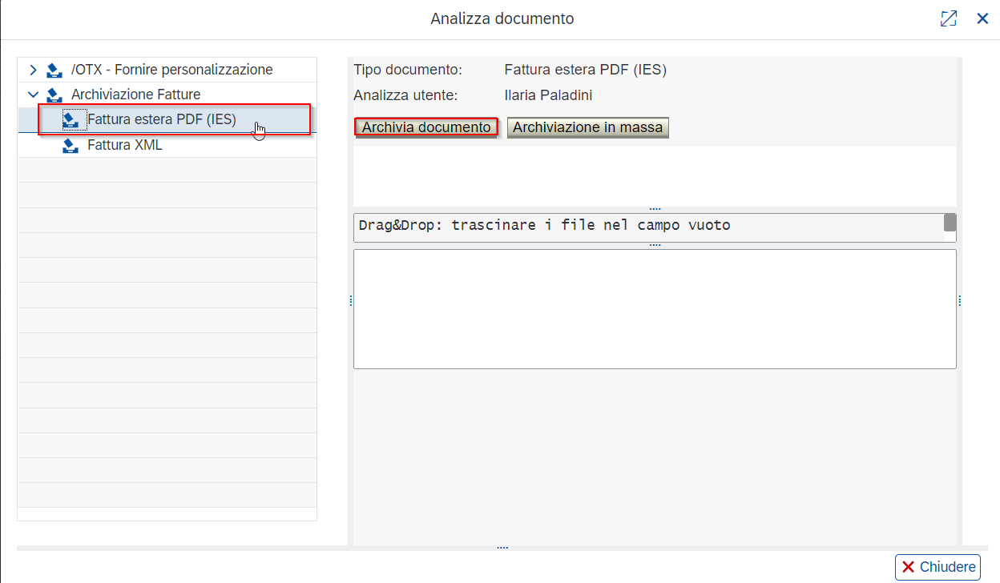 Analizza documento
/OTX - Fornire personalizzazione
Archiviazione Fatture
Fattura estera PDF (IES)
Fattura XML
Tipo documento: Fattura estera PDF (IES)
Analizza utente: Ilaria Paladini
Archivia documento Archiviazione in massa
Drag&Drop: trascinare i file nel campo vuoto
Chiudere